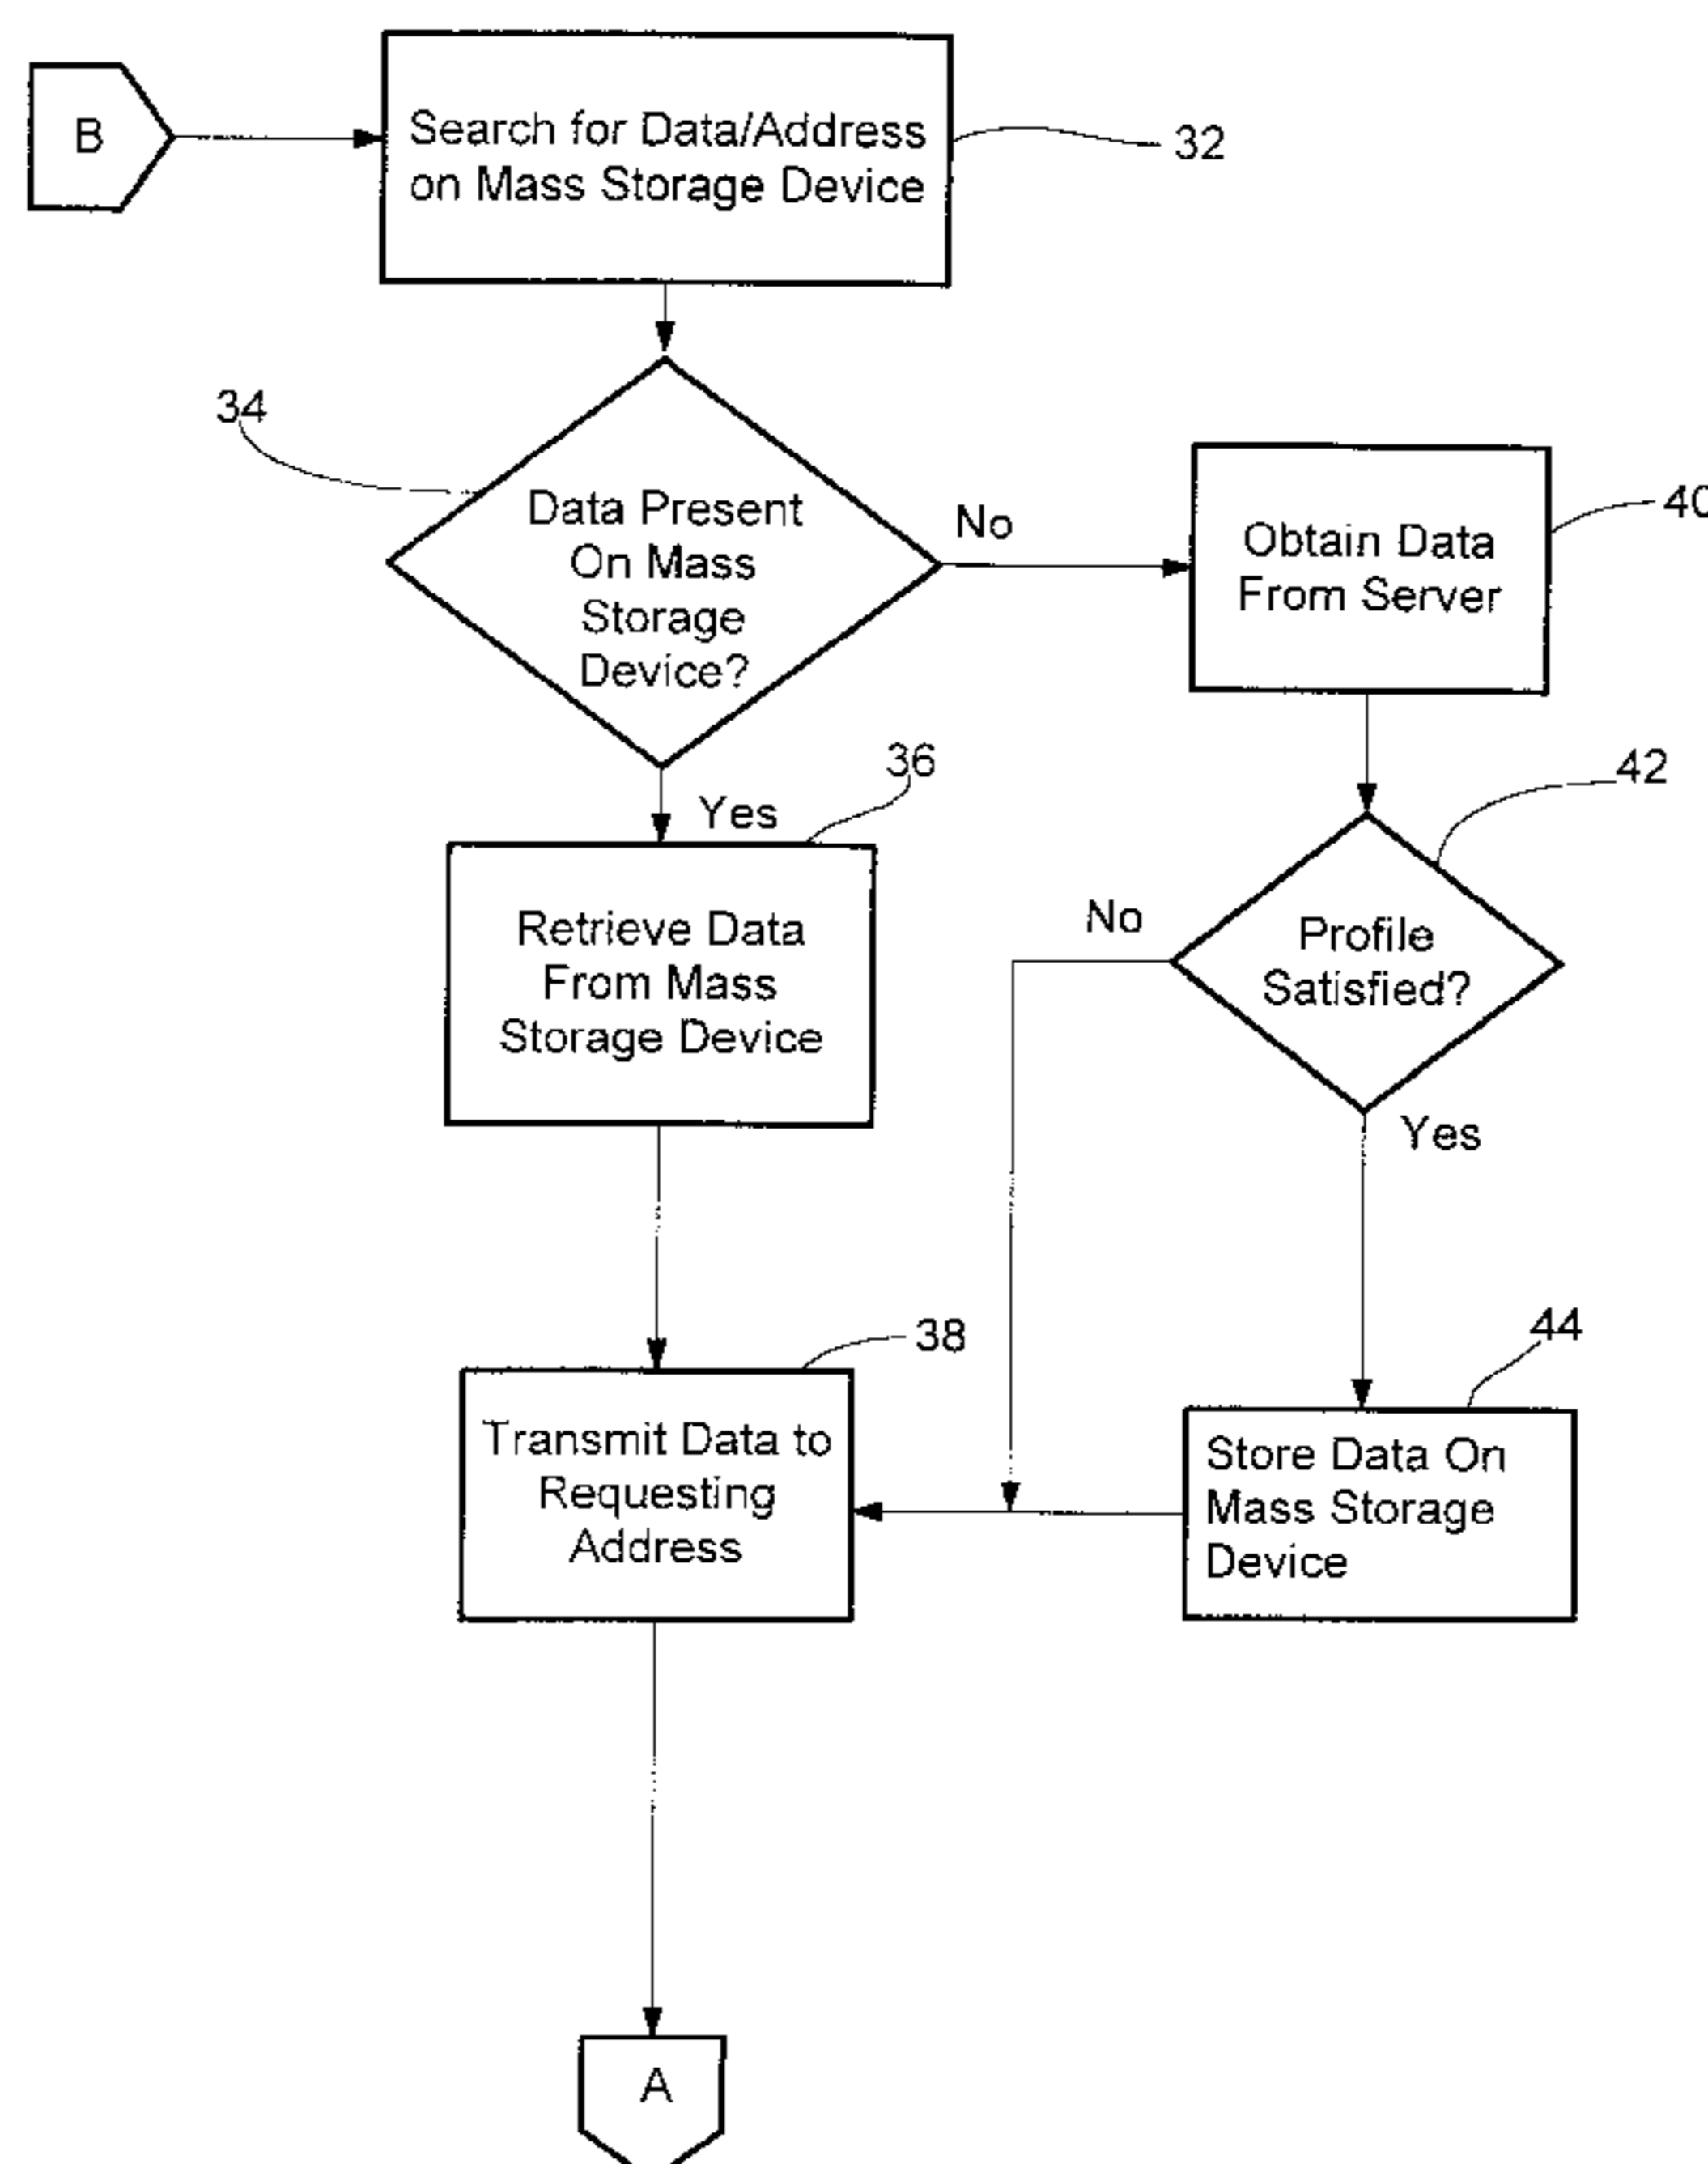 B
Search for Data/Address
on Mass Storage Device
32
34
Data Present
On Mass
Storage
Device?
No
Obtain Data
From Server
40
36
Yes
42
Retrieve Data
From Mass
Storage Device
No
Profile
Satisfied?
Yes
38
44
Transmit Data to
Requesting
Address
Store Data On
Mass Storage
Device
A